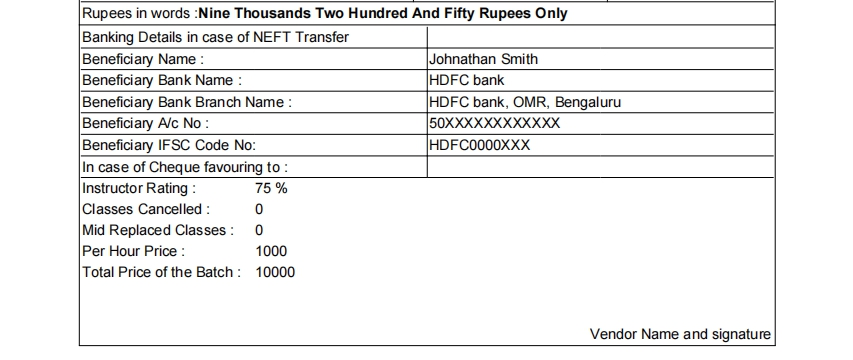 Rupees in words :Nine Thousands Two Hundred And Fifty Rupees Only
Banking Details in case of NEFT Transfer
Beneficiary Name : Johnathan Smith
Beneficiary Bank Name : HDFC bank
Beneficiary Bank Branch Name : HDFC bank, OMR, Bengaluru
Beneficiary A/c No : 50XXXXXXXXXXXX
Beneficiary IFSC Code No: HDFC0000XXX
In case of Cheque favouring to :
Instructor Rating : 75 %
Classes Cancelled : 0
Mid Replaced Classes : 0
Per Hour Price : 1000
Total Price of the Batch : 10000
Vendor Name and signature